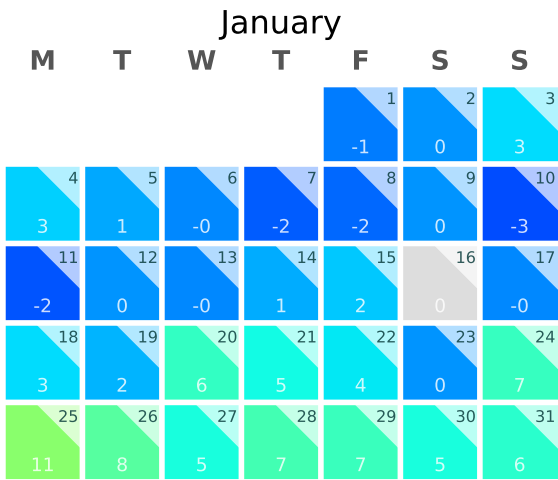 January
M T W T F S S
1 2 3
-1 0 3
4 5 6 7 8 9 10
3 1 -0 -2 -2 0 -3
11 12 13 14 15 16 17
-2 0 -0 1 2 0 -0
18 19 20 21 22 23 24
3 2 6 5 4 0 7
25 26 27 28 29 30 31
11 8 5 7 7 5 6